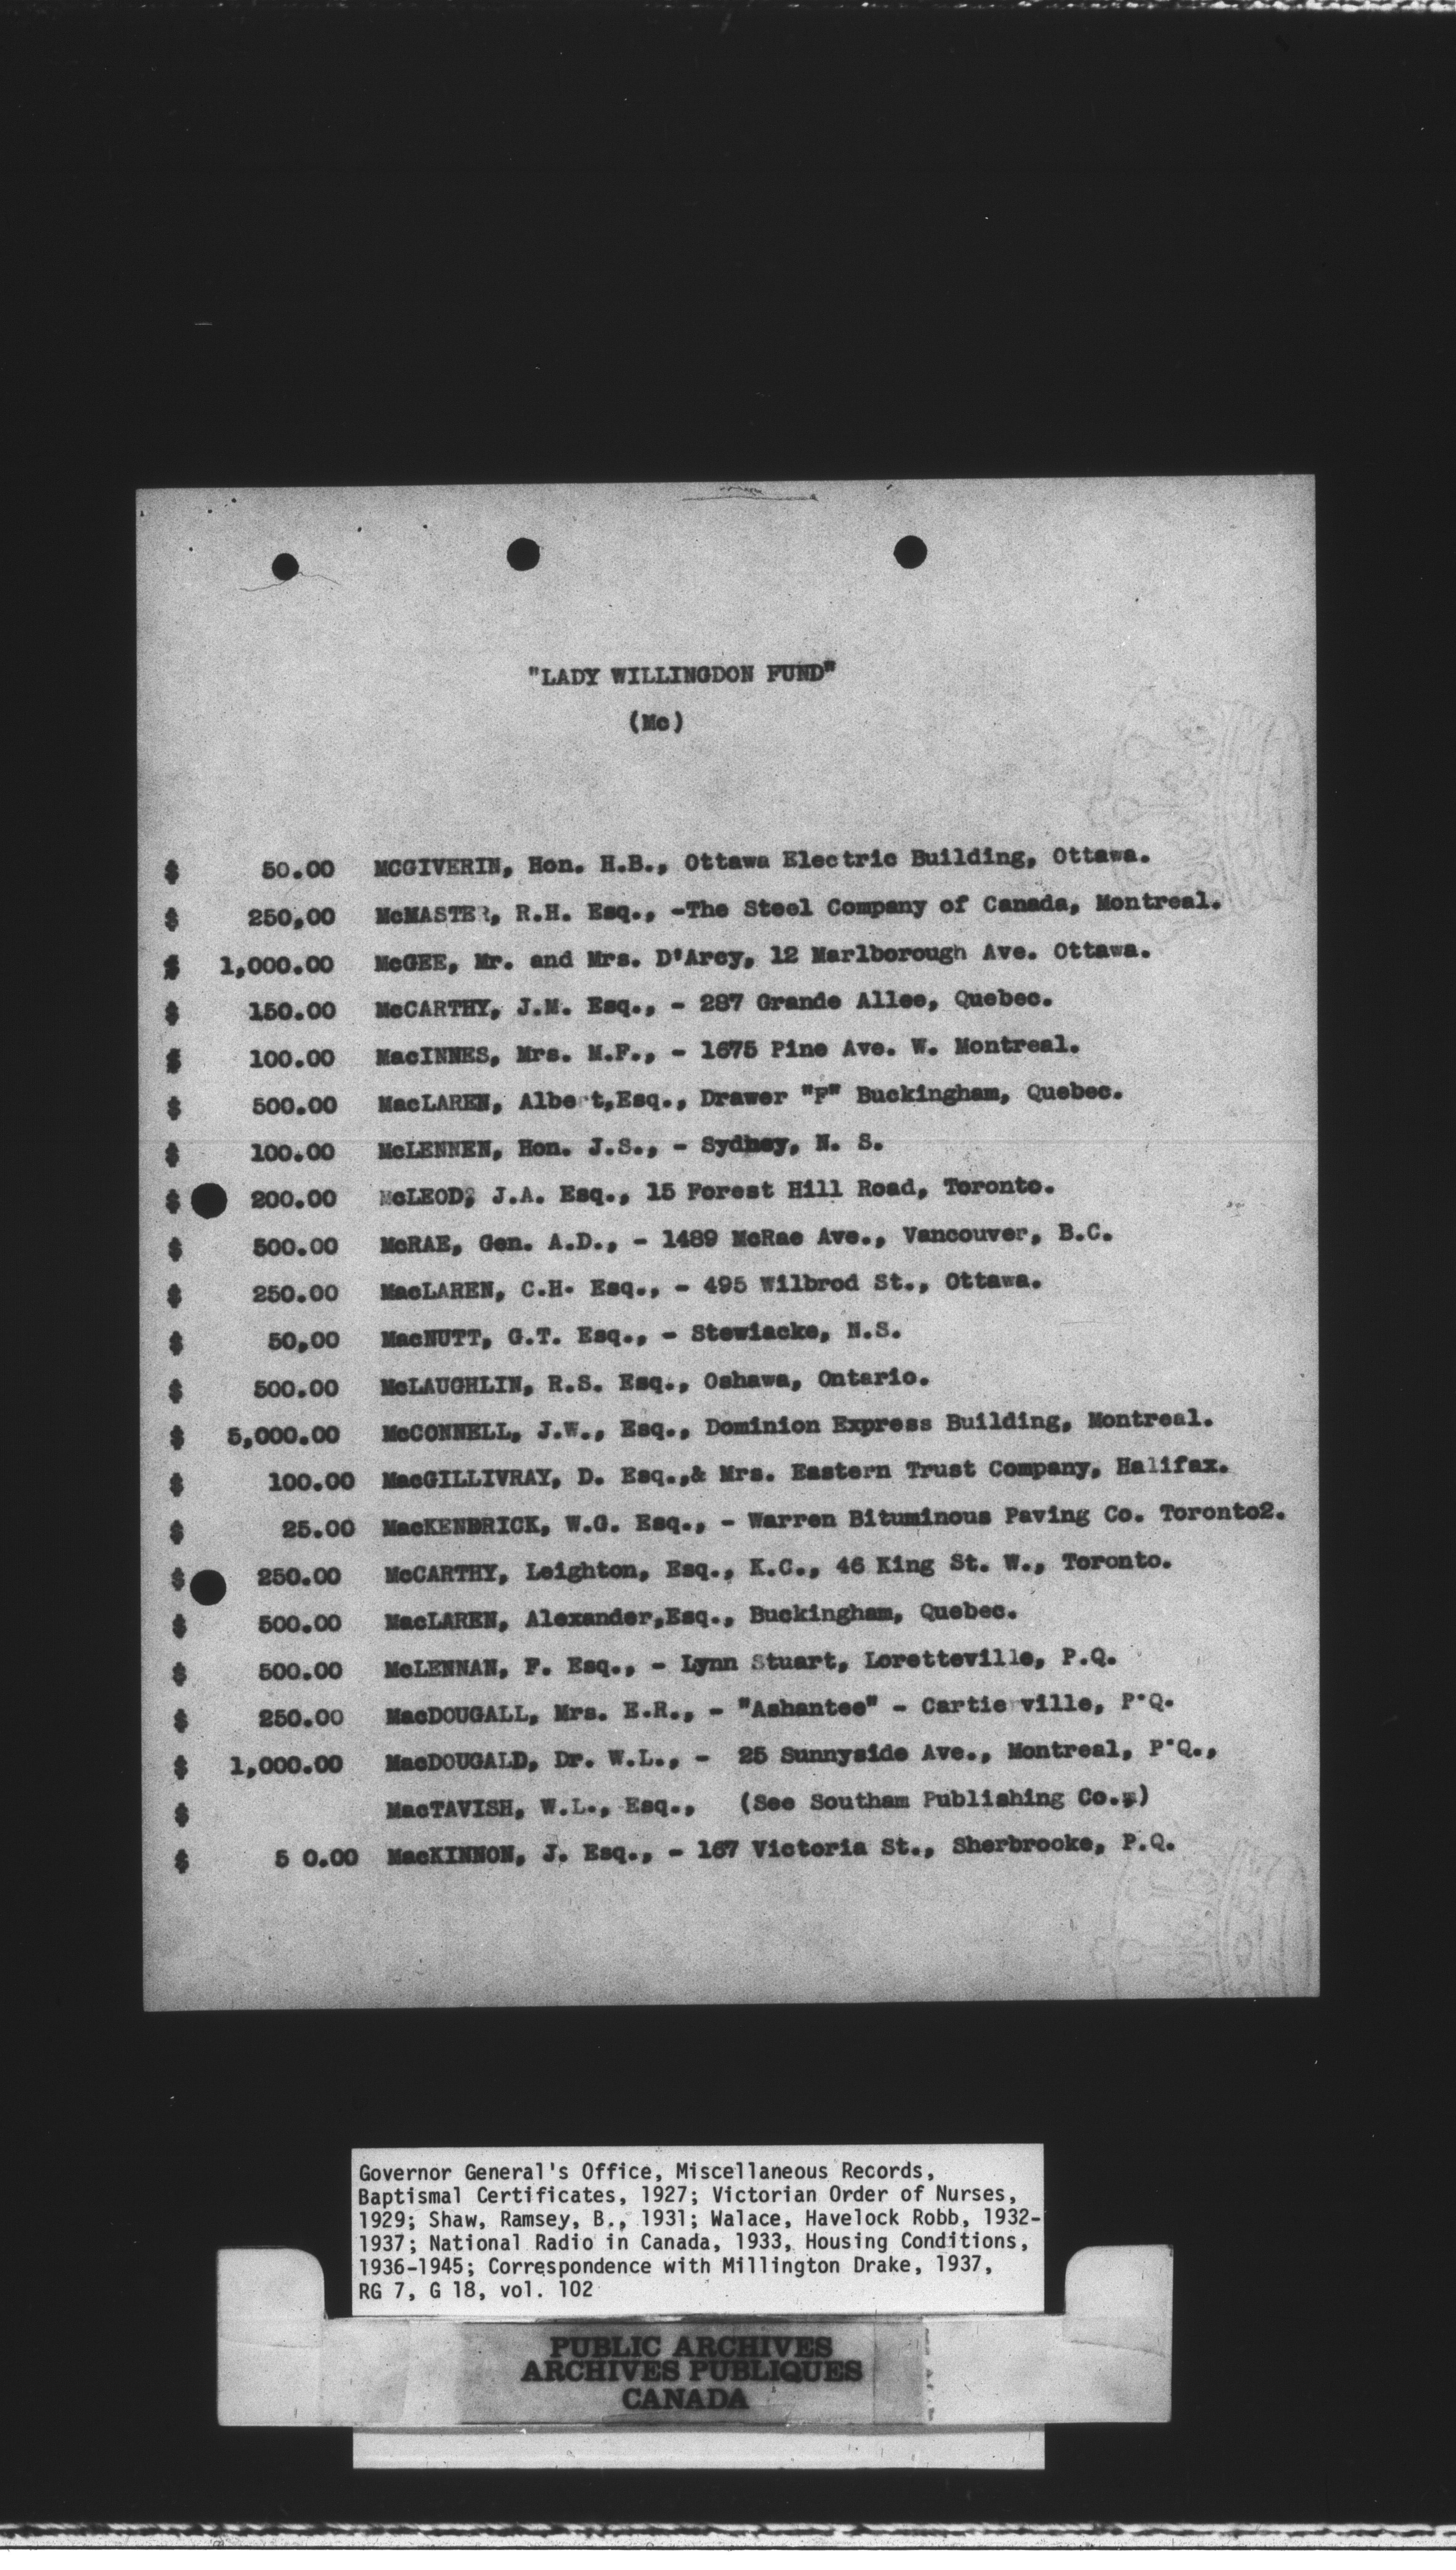 "LADY WILLINGDON FUND"
(Mc)
$ 50.00 MCGIVERIN, Hon. H.B., Ottawa Electric Building, Ottawa.
$ 250,00 McMASTER, R.H. Esq., -The Steel Company of Canada, Montreal.
$ 1,000.00 McGEE, Mr. and Mrs. D'Arcy, 12 Marlborough Ave. Ottawa.
$ 150.00 McCARTHY, J.M. Esq., - 287 Grande Allee, Quebec.
$ 100.00 MacINNES, Mrs. M.F., - 1675 Pine Ave. W. Montreal.
$ 500.00 MacLAREN, Albert,Esq., Drawer "P" Buckingham, Quebec.
$ 100.00 McLENNEN, Hon. J.S., - Sydney, N. S.
$ 200.00 McLEOD, J.A. Esq., 15 Forest Hill Road, Toronto.
$ 500.00 McRAE, Gen. A.D., - 1489 McRae Ave., Vancouver, B.C.
$ 250.00 MacLAREN, C.H. Esq., - 495 Wilbrod St., Ottawa.
$ 50,00 MacNUTT, G.T. Esq., - Stewiacke, N.S.
$ 500.00 McLAUGHLIN, R.S. Esq., Oshawa, Ontario.
$ 5,000.00 McCONNELL, J.W., Esq., Dominion Express Building, Montreal.
$ 100.00 MacGILLIVRAY, D. Esq.,& Mrs. Eastern Trust Company, Halifax.
$ 25.00 MacKENDRICK, W.G. Esq., - Warren Bituminous Paving Co. Toronto2.
$ 250.00 McCARTHY, Leighton, Esq., K.C., 46 King St. W., Toronto.
$ 500.00 MacLAREN, Alexander,Esq., Buckingham, Quebec.
$ 500.00 McLENNAN, F. Esq., - Lynn Stuart, Loretteville, P.Q.
$ 250.00 MacDOUGALL, Mrs. E.R., - "Ashantee" - Cartierville, P.Q.
$ 1,000.00 MacDOUGALD, Dr. W.L., - 25 Sunnyside Ave., Montreal, P.Q.,
$ MacTAVISH, W.L., Esq., (See Southam Publishing Co.,)
$ 5 0.00 MacKINNON, J. Esq., - 167 Victoria St., Sherbrooke, P.Q.
Governor General's Office, Miscellaneous Records,
Baptismal Certificates, 1927; Victorian Order of Nurses,
1929; Shaw, Ramsey, B., 1931; Walace, Havelock Robb, 1932-
1937; National Radio in Canada, 1933, Housing Conditions,
1936-1945; Correspondence with Millington Drake, 1937,
RG 7, G 18, vol. 102
PUBLIC ARCHIVES
ARCHIVES PUBLIQUES
CANADA